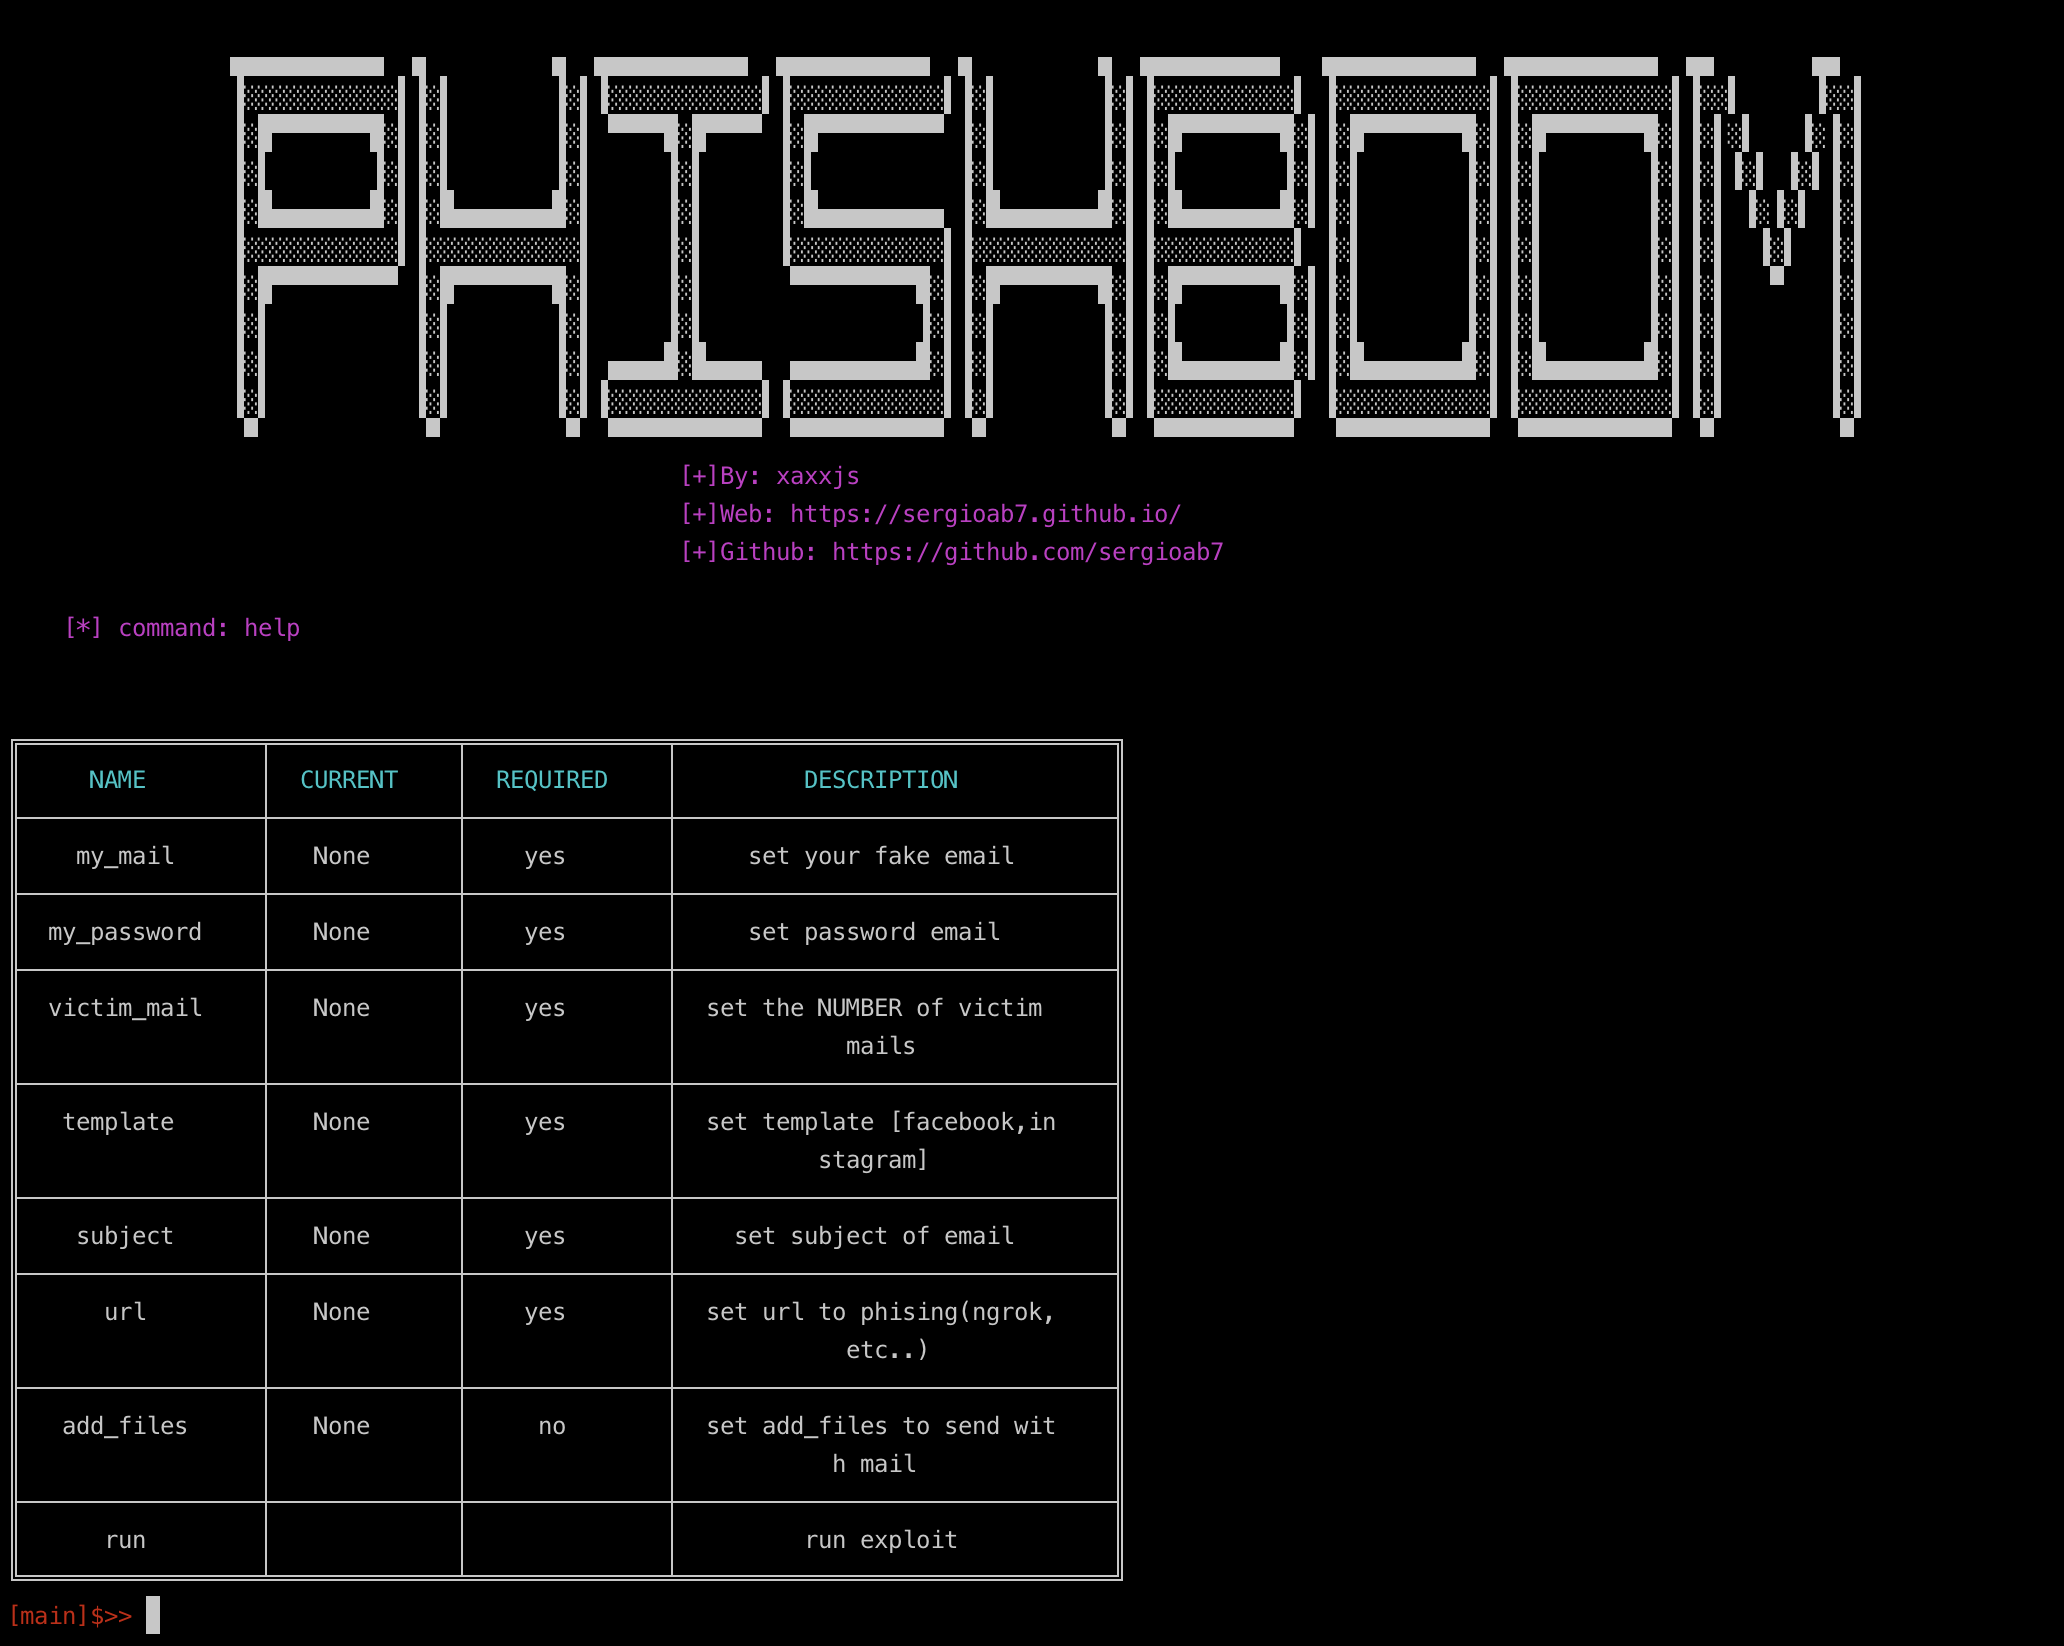 PHISHBOOM
[+]By: xaxxjs
[+]Web: https://sergioab7.github.io/
[+]Github: https://github.com/sergioab7
[*] command: help
NAME CURRENT REQUIRED DESCRIPTION
my_mail None yes set your fake email
my_password None yes set password email
victim_mail None yes set the NUMBER of victim
mails
template None yes set template [facebook,in
stagram]
subject None yes set subject of email
url None yes set url to phising(ngrok,
etc..)
add_files None no set add_files to send wit
h mail
run run exploit
[main]$>>